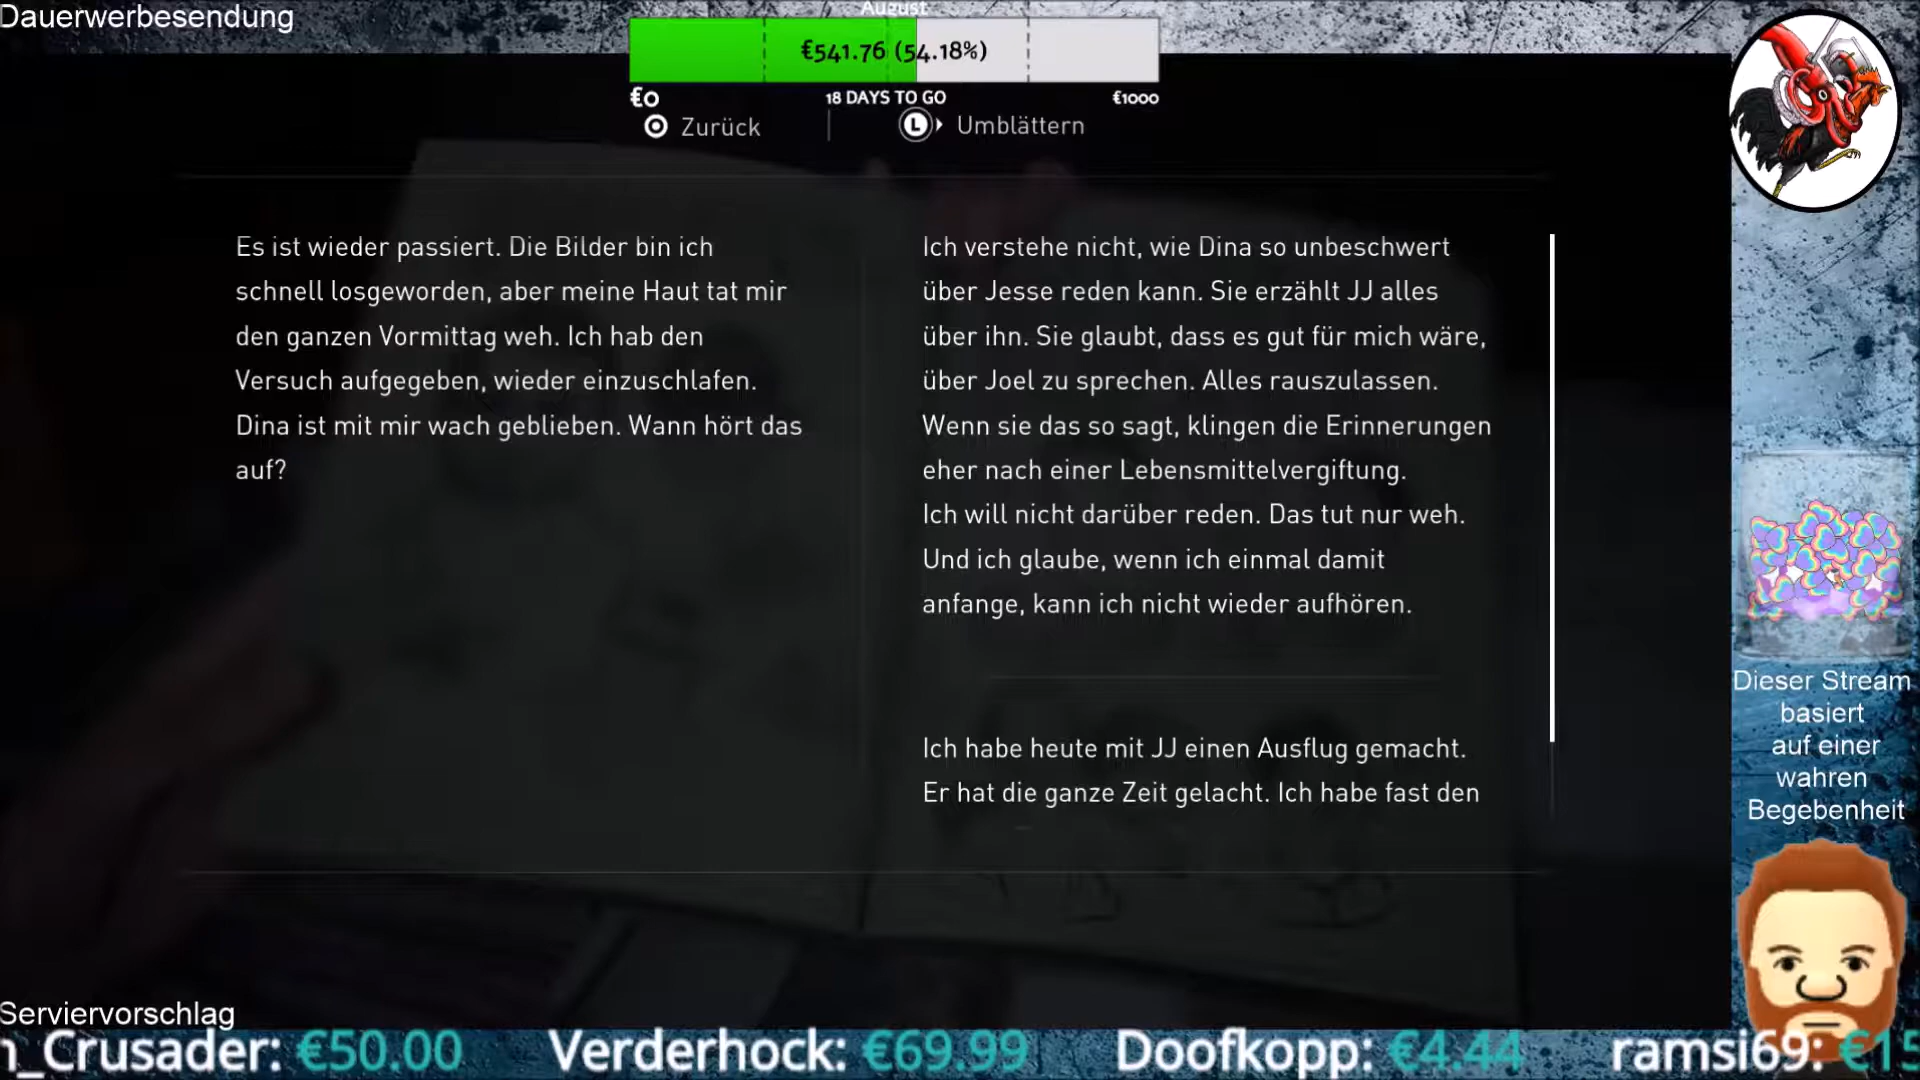 Dauerwerbesendung
August
€541.76 (54.18%)
€0
18 DAYS TO GO
€1000
Zurück
L
Umblättern
Es ist wieder passiert. Die Bilder bin ich
schnell losgeworden, aber meine Haut tat mir
den ganzen Vormittag weh. Ich hab den
Versuch aufgegeben, wieder einzuschlafen.
Dina ist mit mir wach geblieben. Wann hört das
auf?
Ich verstehe nicht, wie Dina so unbeschwert
über Jesse reden kann. Sie erzählt JJ alles
über ihn. Sie glaubt, dass es gut für mich wäre,
über Joel zu sprechen. Alles rauszulassen.
Wenn sie das so sagt, klingen die Erinnerungen
eher nach einer Lebensmittelvergiftung.
Ich will nicht darüber reden. Das tut nur weh.
Und ich glaube, wenn ich einmal damit
anfange, kann ich nicht wieder aufhören.
Ich habe heute mit JJ einen Ausflug gemacht.
Er hat die ganze Zeit gelacht. Ich habe fast den
Dieser Stream
basiert
auf einer
wahren
Begebenheit
Serviervorschlag
n_Crusader: €50.00 Verderhock: €69.99 Doofkopp: €4.44 ramsi69: €15